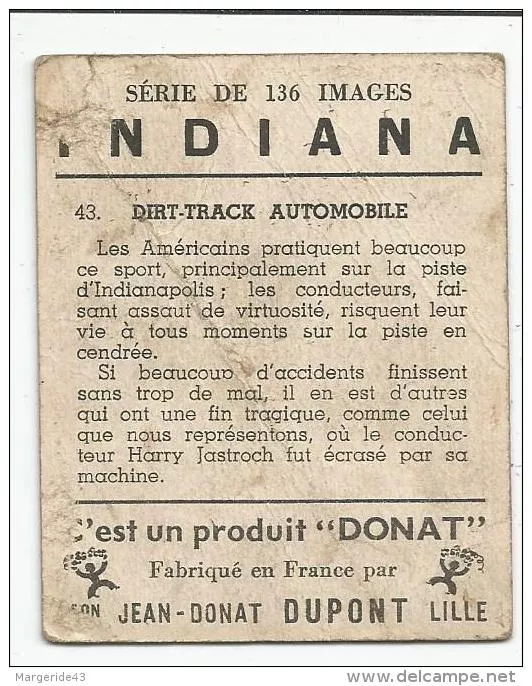 SÉRIE DE 136 IMAGES
INDIANA
43. DIRT-TRACK AUTOMOBILE
Les Américains pratiquent beaucoup
ce sport, principalement sur la piste
d'Indianapolis ; les conducteurs, fai-
sant assaut de virtuosité, risquent leur
vie à tous moments sur la piste en
cendrée.
Si beaucoup d'accidents finissent
sans trop de mal, il en est d'autres
qui ont une fin tragique, comme celui
que nous représentons, où le conduc-
teur Harry Jastroch fut écrasé par sa
machine.
C'est un produit "DONAT"
Fabriqué en France par
JEAN-DONAT DUPONT LILLE
Margeride43
http://www.delcampe.net